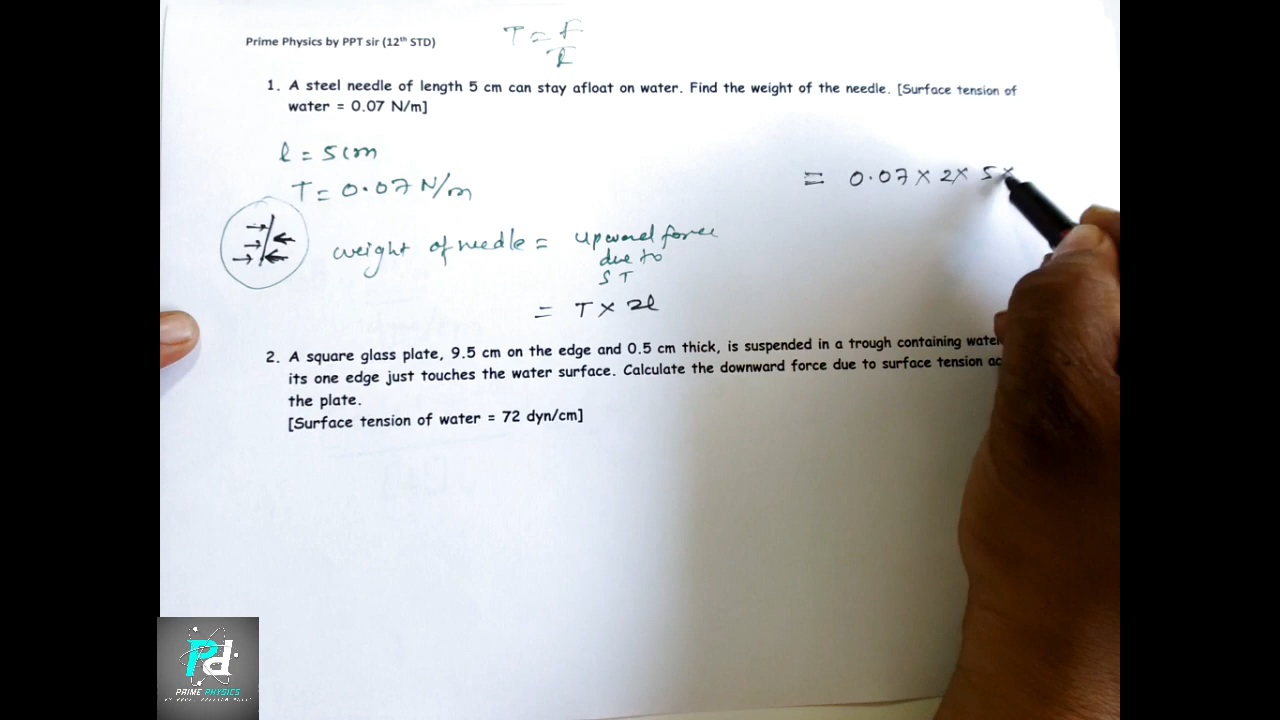 Prime Physics by PPT sir (12th STD)
T = F
l
1. A steel needle of length 5 cm can stay afloat on water. Find the weight of the needle. [Surface tension of
water = 0.07 N/m]
l = 5cm
T = 0.07 N/m
= 0.07 × 2 × 5 ×
weight of needle = upward force
due to
ST
= T × 2l
2. A square glass plate, 9.5 cm on the edge and 0.5 cm thick, is suspended in a trough containing water
its one edge just touches the water surface. Calculate the downward force due to surface tension ac
the plate.
[Surface tension of water = 72 dyn/cm]
Pd
PRIME PHYSICS